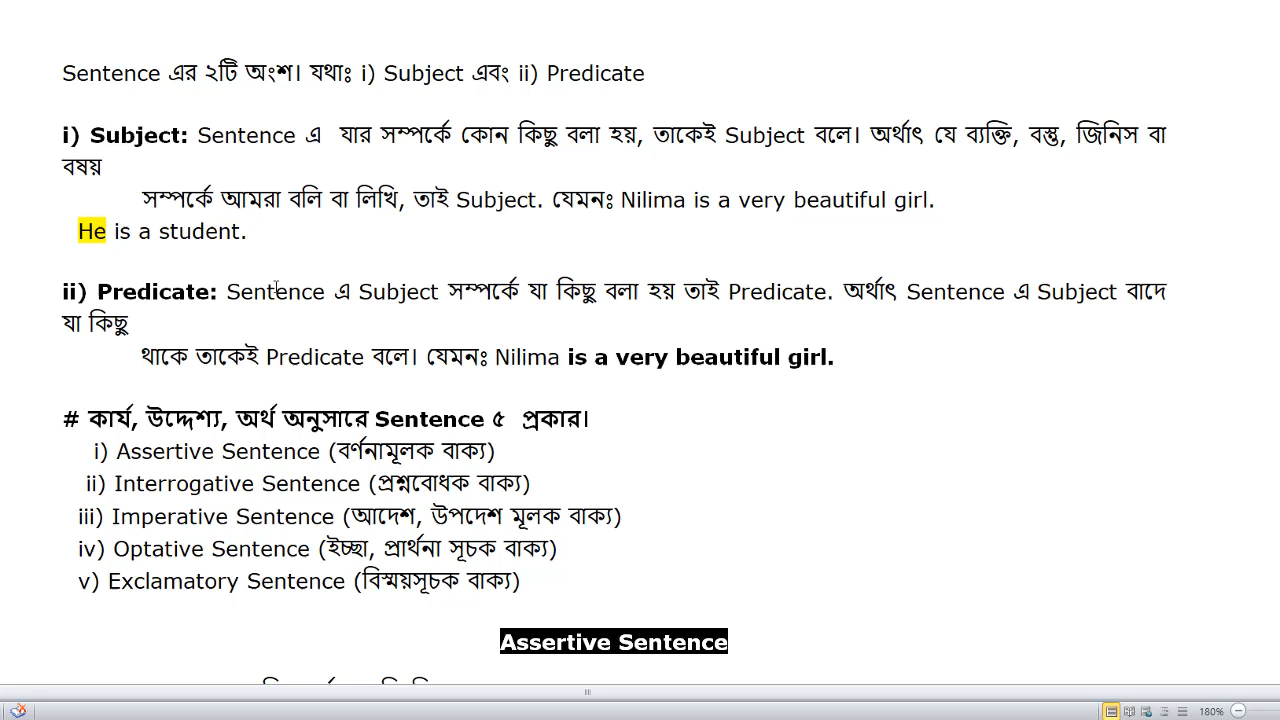 Sentence এর ২টি অংশ। যথাঃ i) Subject এবং ii) Predicate
i) Subject: Sentence এ যার সম্পর্কে কোন কিছু বলা হয়, তাকেই Subject বলে। অর্থাৎ যে ব্যক্তি, বস্তু, জিনিস বা
বষয়
সম্পর্কে আমরা বলি বা লিখি, তাই Subject. যেমনঃ Nilima is a very beautiful girl.
He is a student.
ii) Predicate: Sentence এ Subject সম্পর্কে যা কিছু বলা হয় তাই Predicate. অর্থাৎ Sentence এ Subject বাদে
যা কিছু
থাকে তাকেই Predicate বলে। যেমনঃ Nilima is a very beautiful girl.
# কার্য, উদ্দেশ্য, অর্থ অনুসারে Sentence ৫ প্রকার।
i) Assertive Sentence (বর্ণনামূলক বাক্য)
ii) Interrogative Sentence (প্রশ্নবোধক বাক্য)
iii) Imperative Sentence (আদেশ, উপদেশ মূলক বাক্য)
iv) Optative Sentence (ইচ্ছা, প্রার্থনা সূচক বাক্য)
v) Exclamatory Sentence (বিস্ময়সূচক বাক্য)
Assertive Sentence
180%